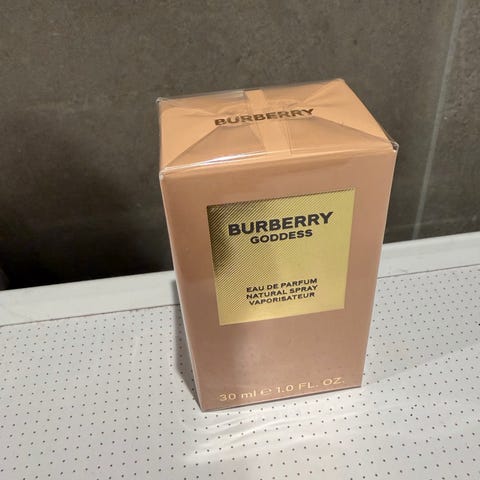 BURBERRY
BURBERRY
GODDESS
EAU DE PARFUM
NATURAL SPRAY
VAPORISATEUR
30 ml ℮ 1.0 FL. OZ.